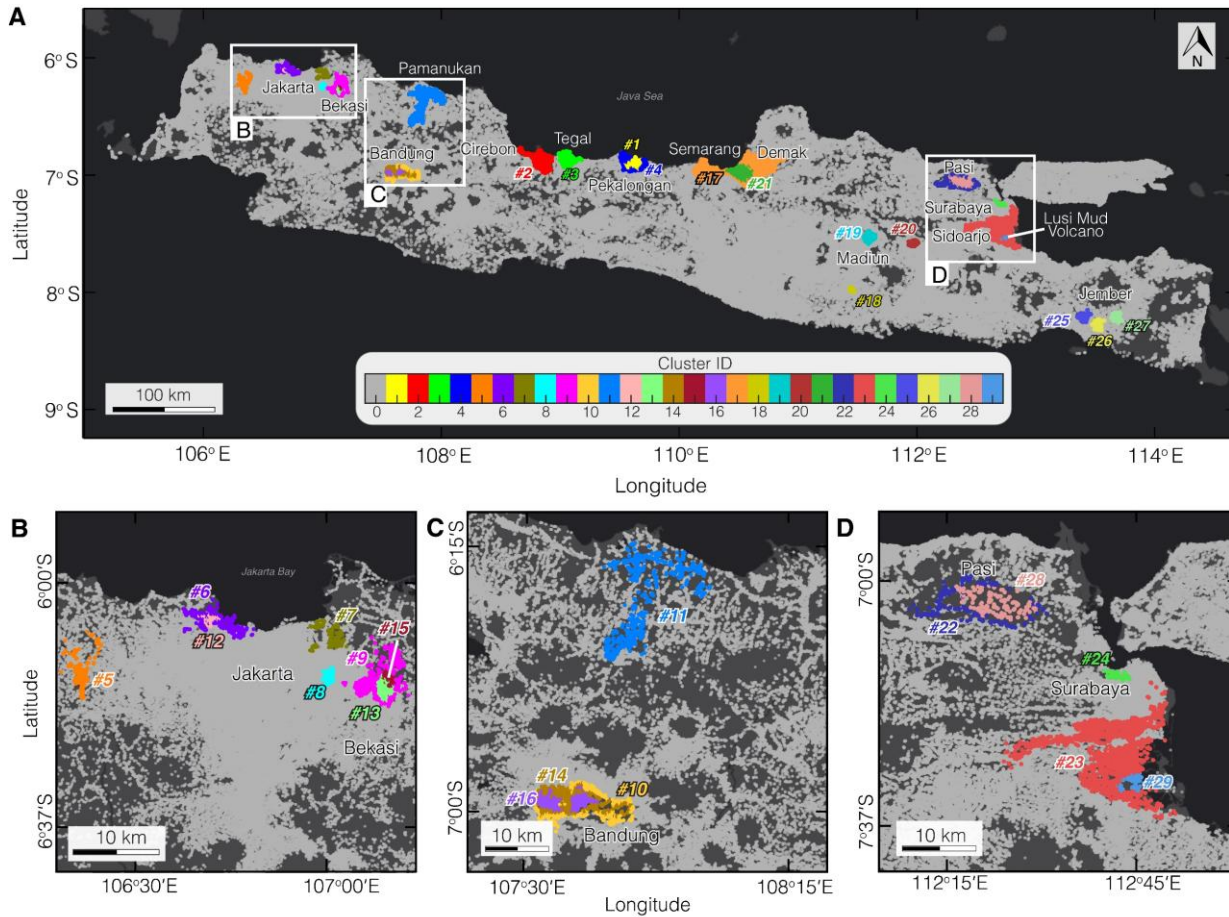 A
6°S
7°S
8°S
9°S
Latitude
N
Java Sea
Pamanukan
Jakarta
Bekasi
B
Bandung
C
Cirebon
#2
Tegal
#3
#1
#4
Pekalongan
Semarang
Demak
#17
#21
Pasi
Surabaya
Sidoarjo
Lusi Mud
Volcano
D
#19
#20
Madiun
#18
Jember
#25
#26
#27
Cluster ID
0 2 4 6 8 10 12 14 16 18 20 22 24 26 28
100 km
106°E 108°E 110°E 112°E 114°E
Longitude
B
Jakarta Bay
6°00'S
6°37'S
Latitude
#6
#12
#7
#15
#9
#5
Jakarta
#8
#13
Bekasi
10 km
106°30'E 107°00'E
C
6°15'S
7°00'S
#11
#14
#16
#10
Bandung
10 km
107°30'E 108°15'E
Longitude
D
7°00'S
7°37'S
Pasi
#28
#22
#24
Surabaya
#23
#29
10 km
112°15'E 112°45'E